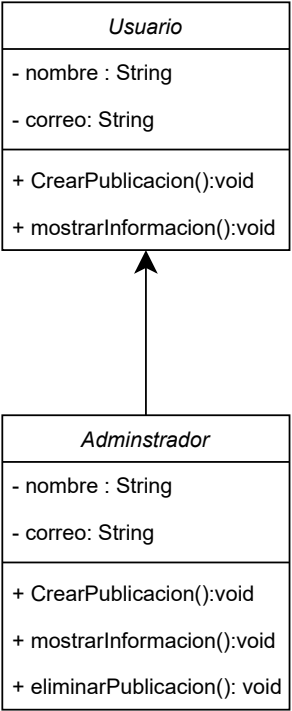 Usuario
- nombre : String
- correo: String
+ CrearPublicacion():void
+ mostrarInformacion():void
Adminstrador
- nombre : String
- correo: String
+ CrearPublicacion():void
+ mostrarInformacion():void
+ eliminarPublicacion(): void